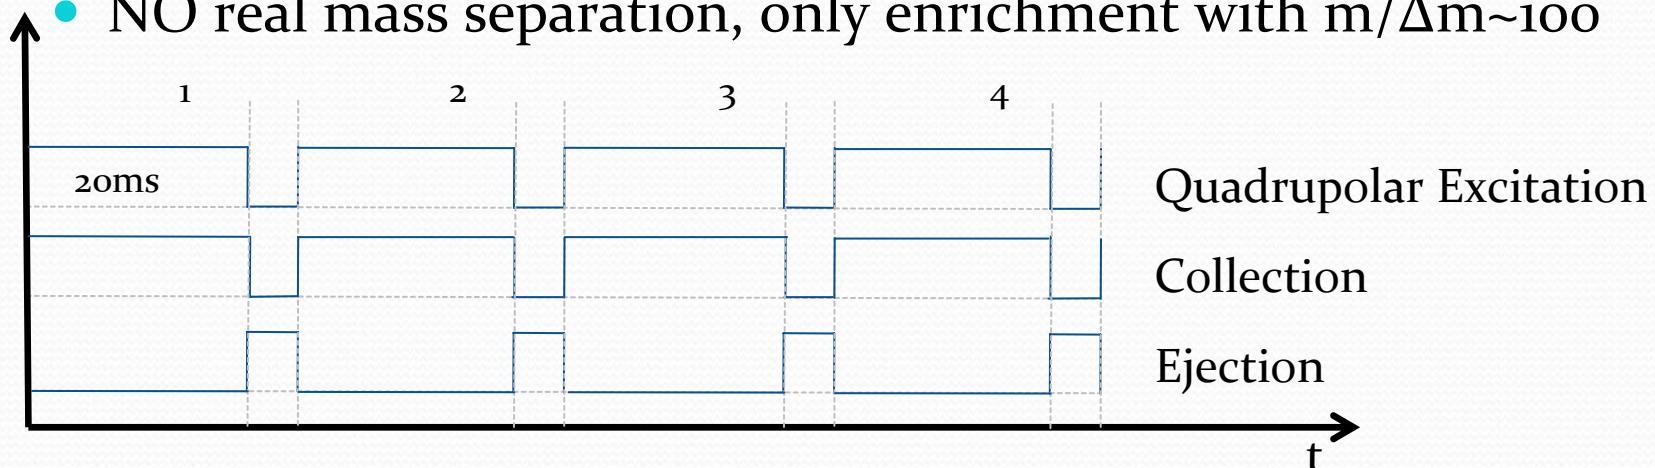 NO real mass separation, only enrichment with m/Δm~100
1 2 3 4
20ms
Quadrupolar Excitation
Collection
Ejection
t